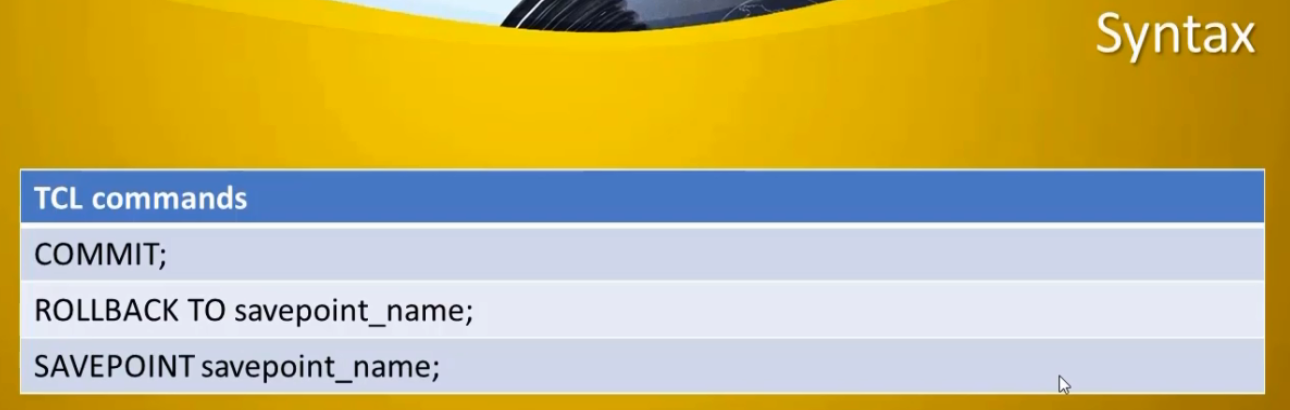 Syntax
TCL commands
COMMIT;
ROLLBACK TO savepoint_name;
SAVEPOINT savepoint_name;